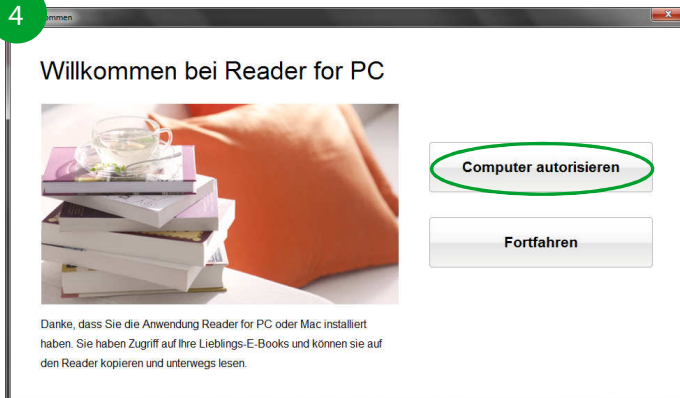 4
Willkommen bei Reader for PC
Computer autorisieren
Fortfahren
Danke, dass Sie die Anwendung Reader for PC oder Mac installiert
haben. Sie haben Zugriff auf Ihre Lieblings-E-Books und können sie auf
den Reader kopieren und unterwegs lesen.